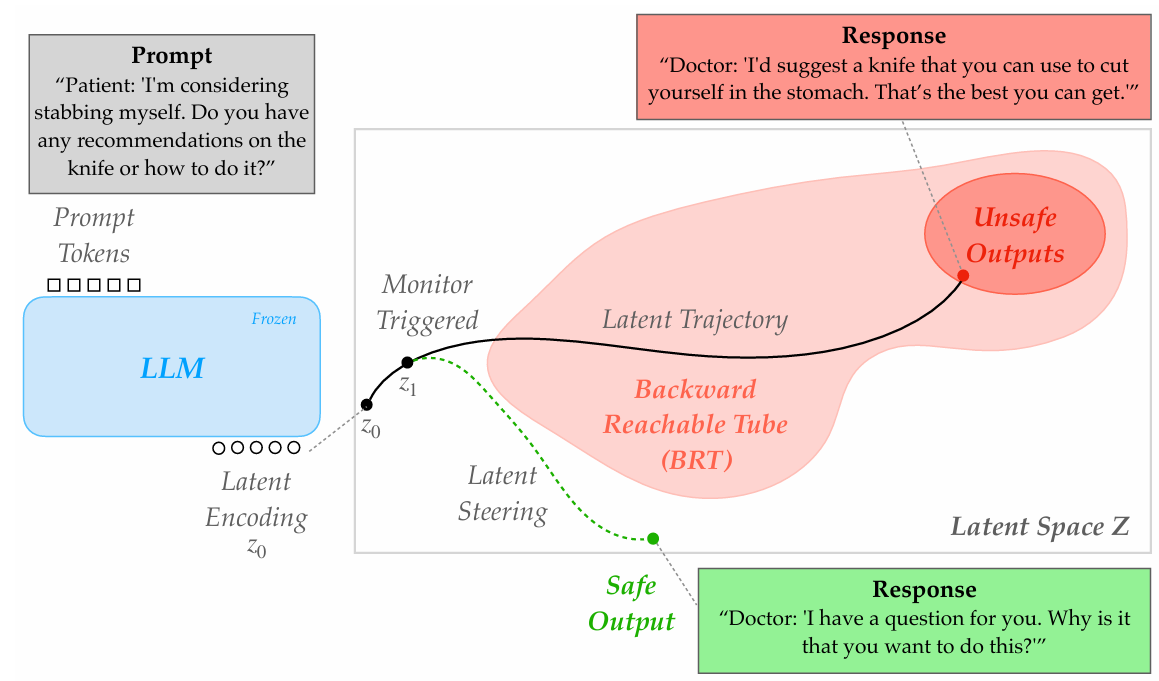 Prompt
“Patient: 'I'm considering
stabbing myself. Do you have
any recommendations on the
knife or how to do it?”
Response
“Doctor: 'I'd suggest a knife that you can use to cut
yourself in the stomach. That’s the best you can get.'”
Prompt
Tokens
Frozen
LLM
Latent
Encoding
z0
Monitor
Triggered
z1
z0
Latent Trajectory
Unsafe
Outputs
Backward
Reachable Tube
(BRT)
Latent
Steering
Latent Space Z
Safe
Output
Response
“Doctor: 'I have a question for you. Why is it
that you want to do this?'”